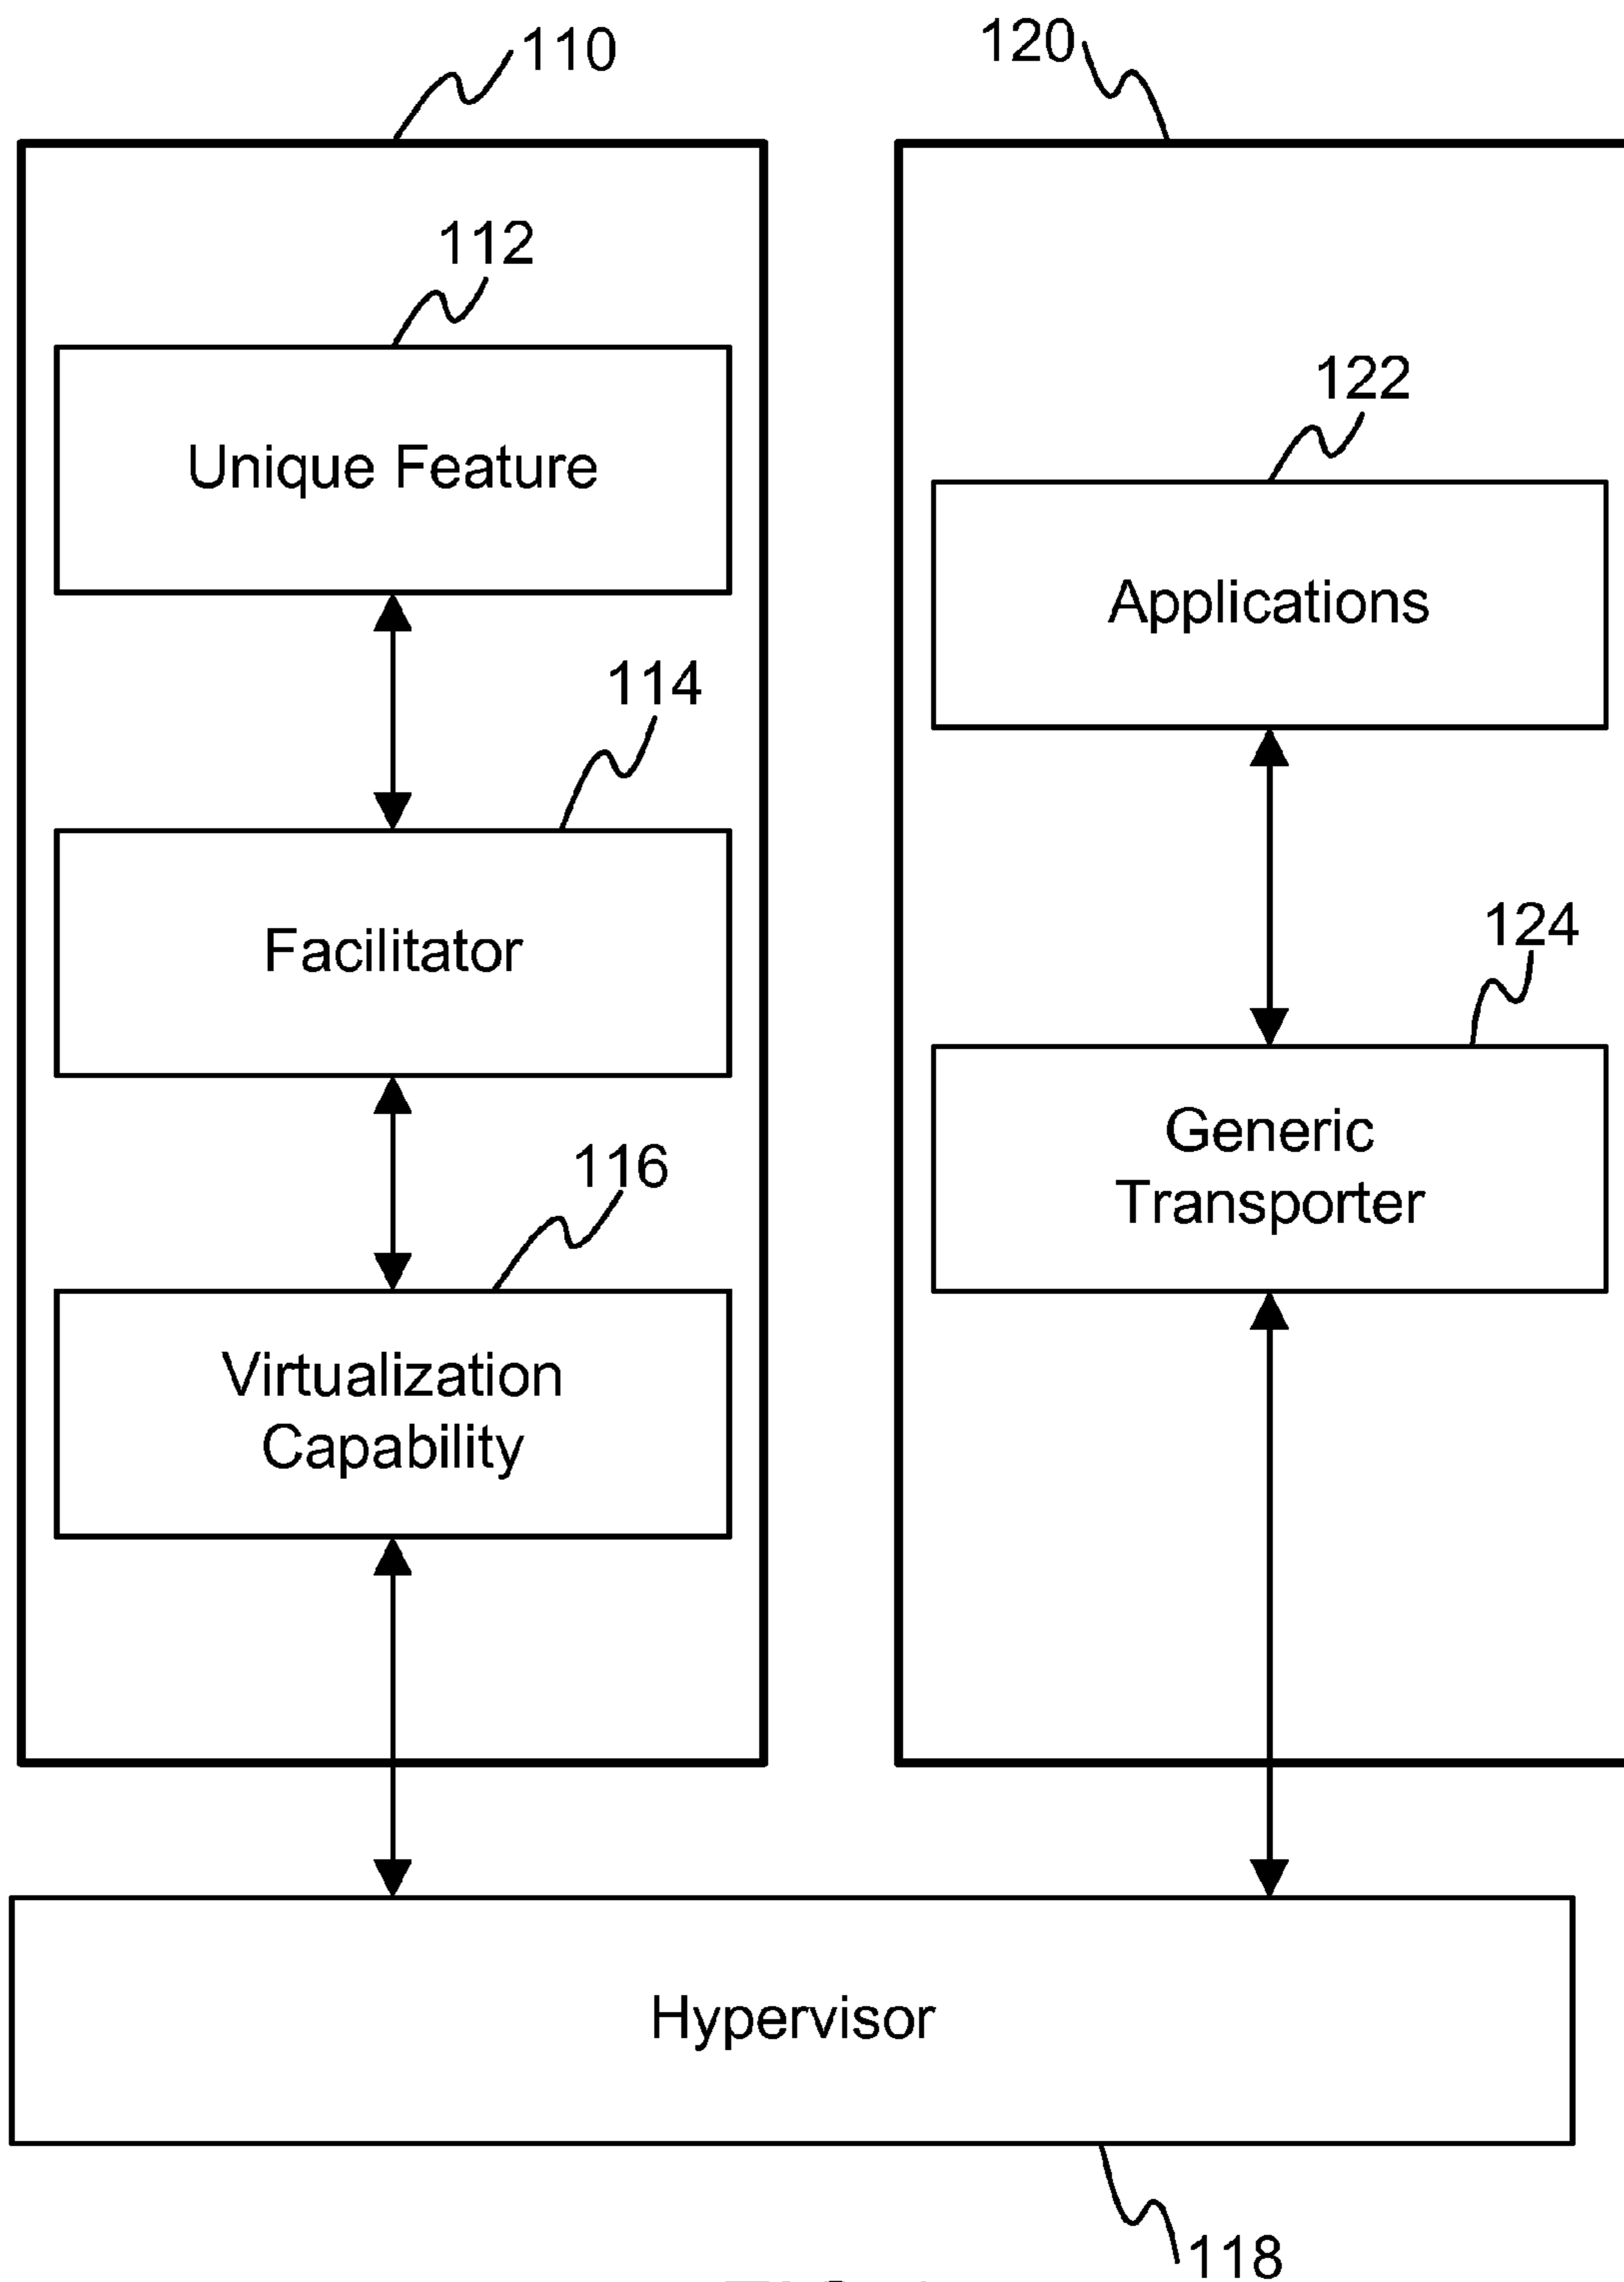 110
120
112
Unique Feature
122
Applications
114
Facilitator
124
Generic
Transporter
116
Virtualization
Capability
Hypervisor
118